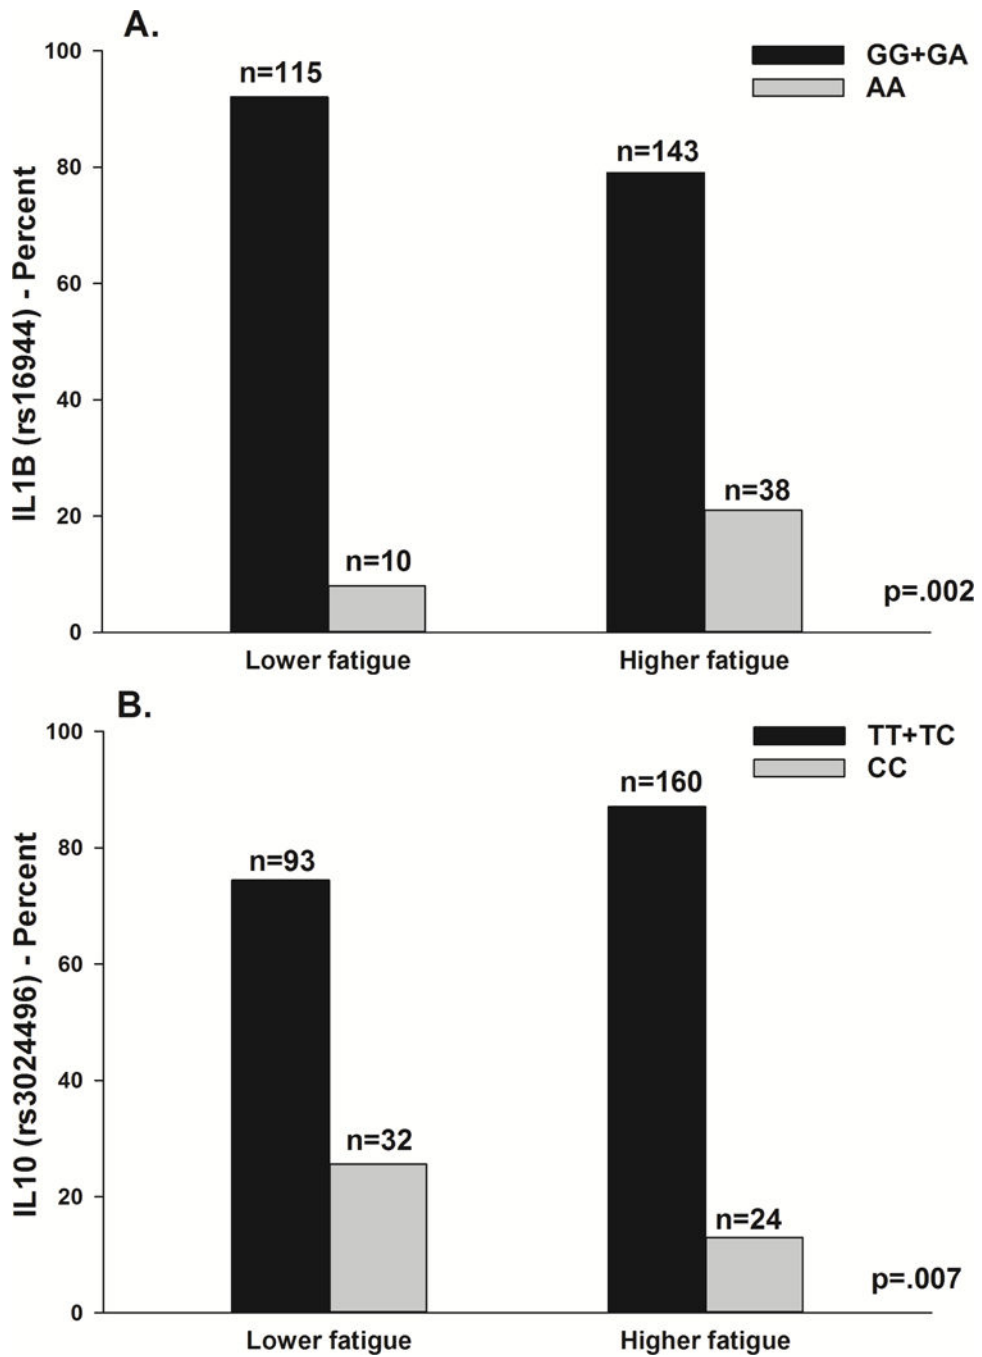 A.
100
80
60
40
20
0
IL1B (rs16944) - Percent
n=115
n=10
n=143
n=38
GG+GA
AA
p=.002
Lower fatigue
Higher fatigue
B.
100
80
60
40
20
0
IL10 (rs3024496) - Percent
n=93
n=32
n=160
n=24
TT+TC
CC
p=.007
Lower fatigue
Higher fatigue